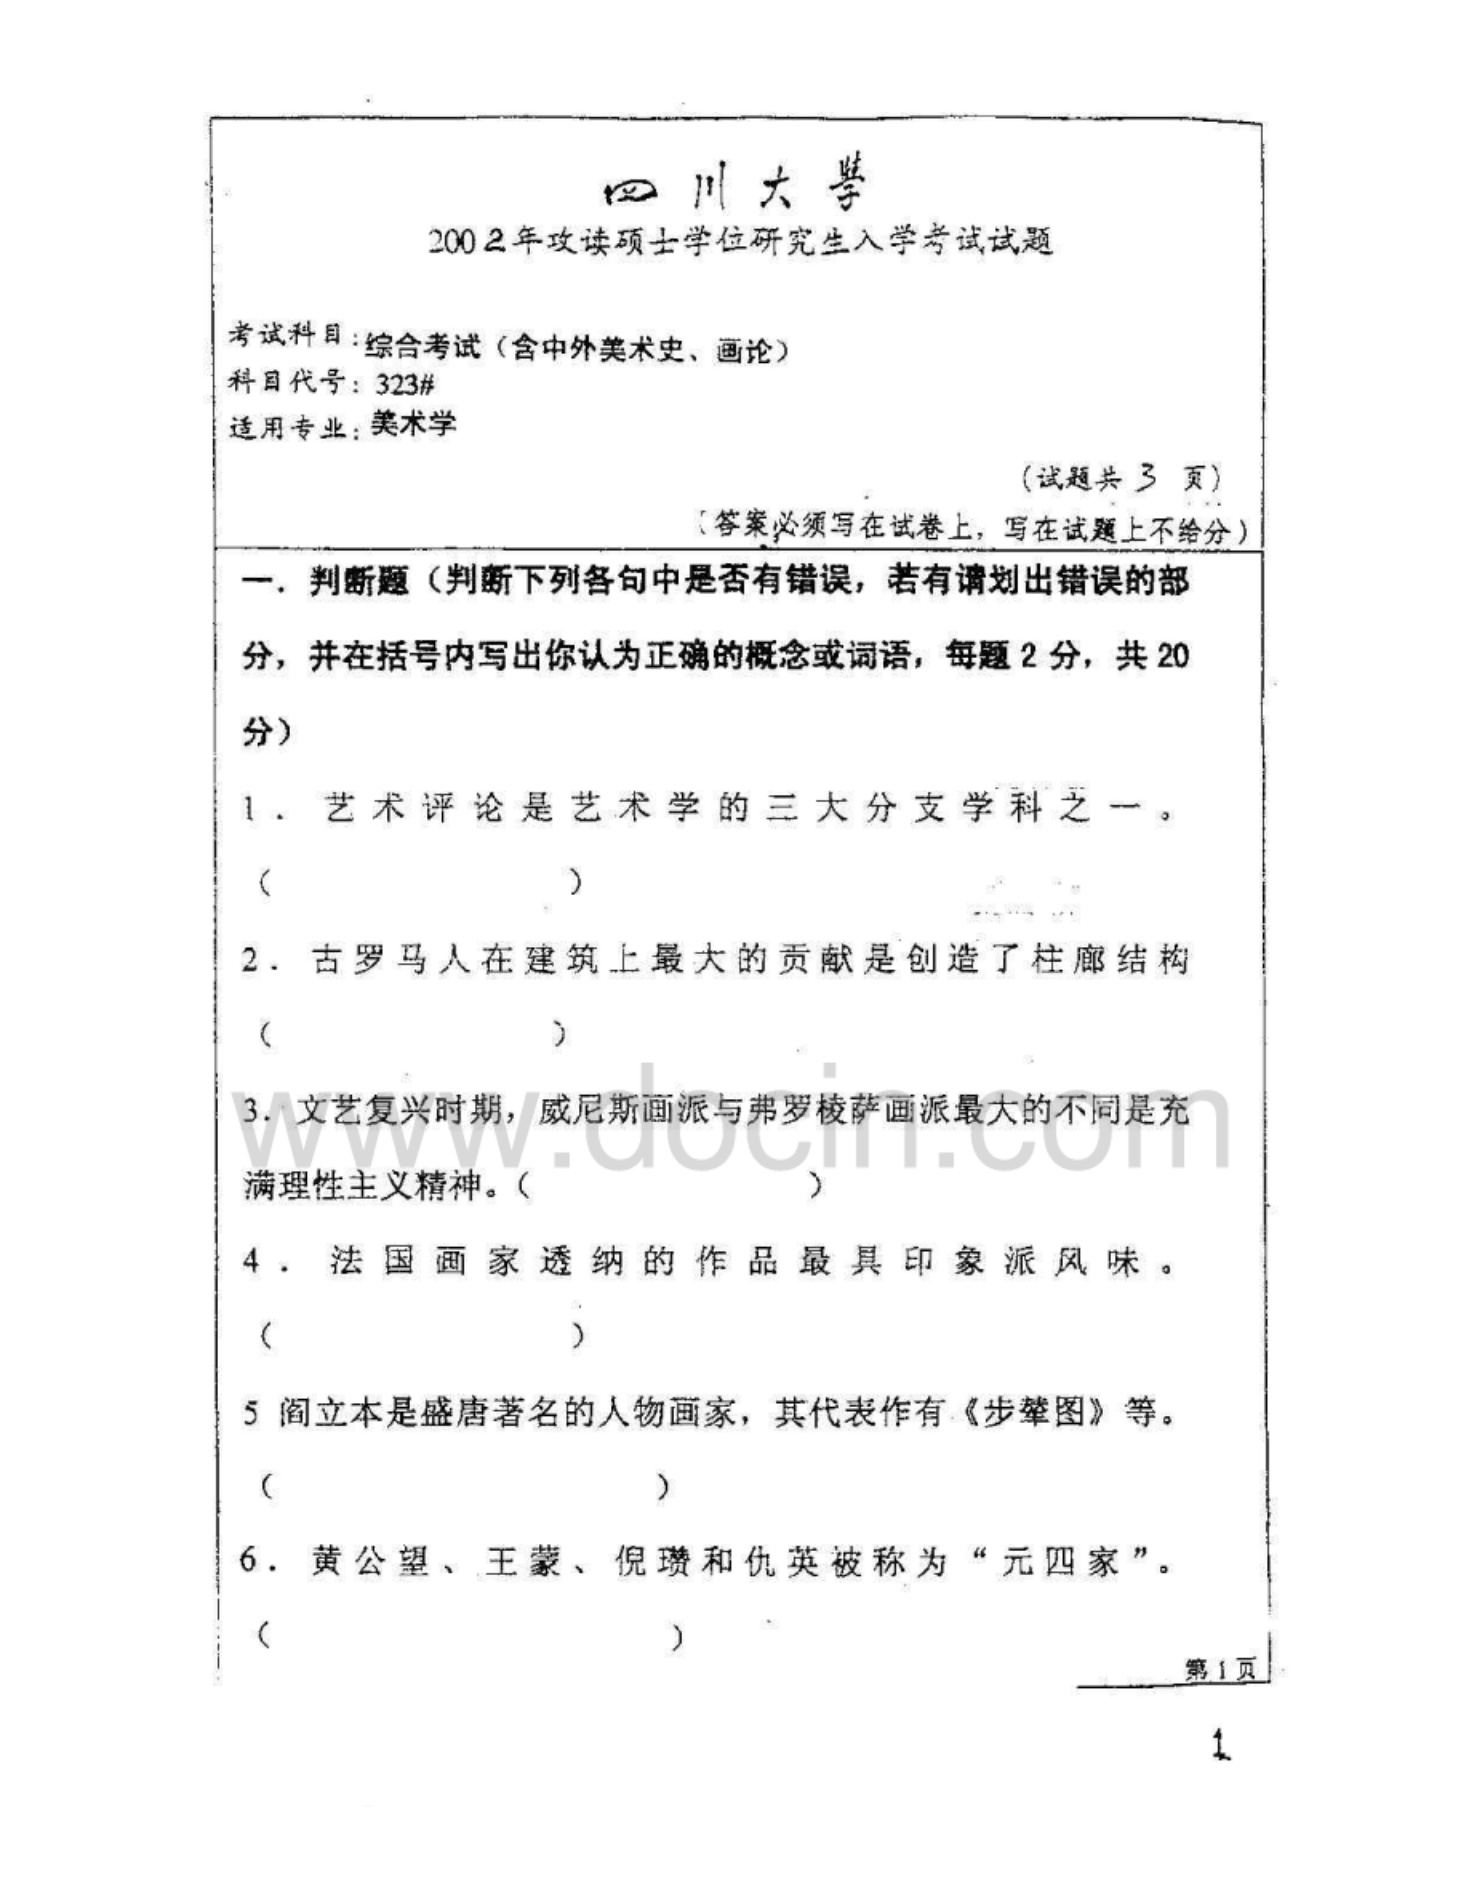 四川大学
2002年攻读硕士学位研究生入学考试试题
考试科目:综合考试（含中外美术史、画论）
科目代号: 323#
适用专业: 美术学
（试题共 3 页）
（答案必须写在试卷上，写在试题上不给分）
一．判断题（判断下列各句中是否有错误，若有请划出错误的部
分，并在括号内写出你认为正确的概念或词语，每题 2 分，共 20
分）
1．艺术评论是艺术学的三大分支学科之一。
（ ）
2．古罗马人在建筑上最大的贡献是创造了柱廊结构
（ ）
www.docin.com
3．文艺复兴时期，威尼斯画派与弗罗棱萨画派最大的不同是充
满理性主义精神。（ ）
4．法国画家透纳的作品最具印象派风味。
（ ）
5 阎立本是盛唐著名的人物画家，其代表作有《步辇图》等。
（ ）
6．黄公望、王蒙、倪瓒和仇英被称为“元四家”。
（ ）
第 1 页
1